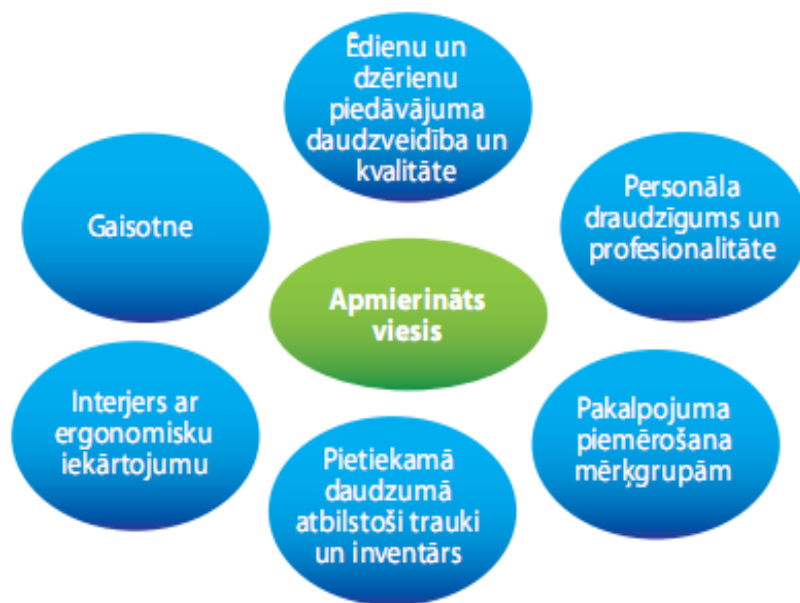 Ēdienu un
dzērienu
piedāvājuma
daudzveidība un
kvalitāte
Personāla
draudzīgums un
profesionalitāte
Gaisotne
Apmierināts
viesis
Interjers ar
ergonomisku
iekārtojumu
Pakalpojuma
piemērošana
mērķgrupām
Pietiekamā
daudzumā
atbilstoši trauki
un inventārs